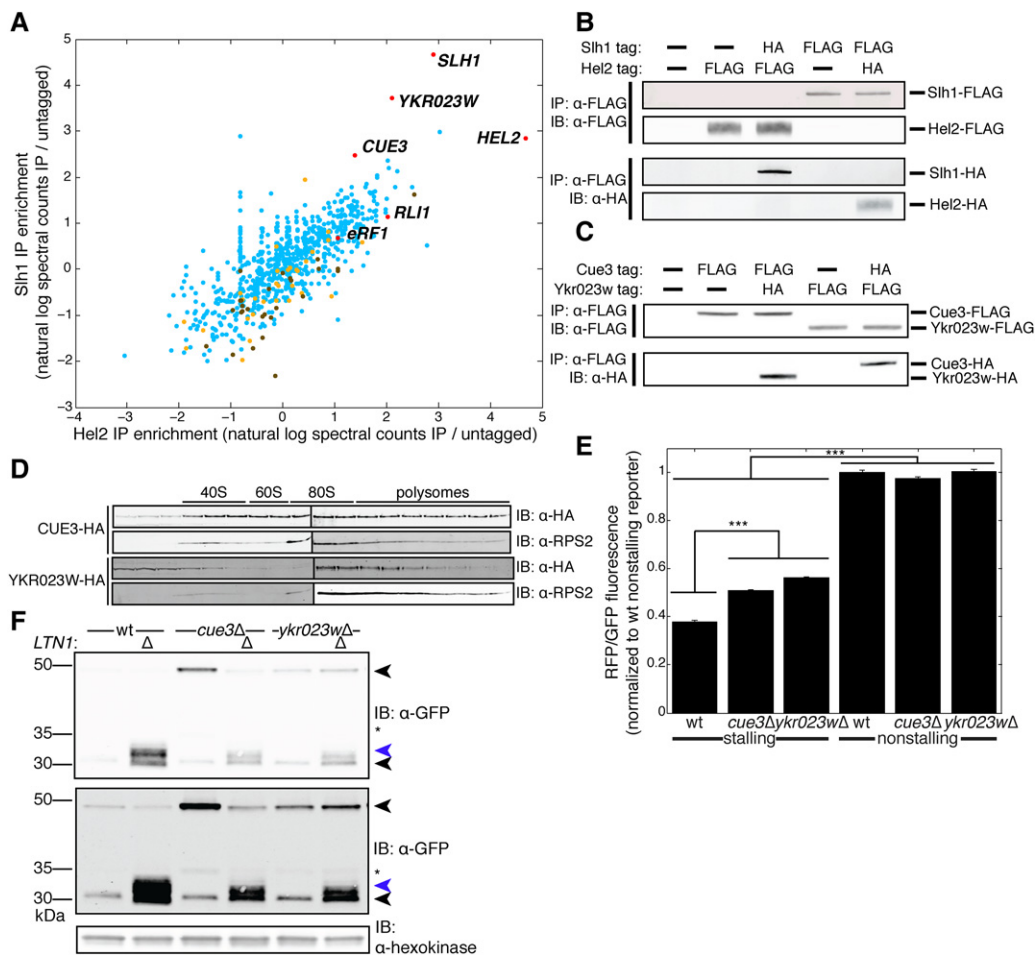 A
Slh1 IP enrichment
(natural log spectral counts IP / untagged)
5
4
3
2
1
0
−1
−2
−3
SLH1
YKR023W
HEL2
CUE3
RLI1
eRF1
−4 −3 −2 −1 0 1 2 3 4 5
Hel2 IP enrichment (natural log spectral counts IP / untagged)
B
Slh1 tag: — — HA FLAG FLAG
Hel2 tag: — FLAG FLAG — HA
IP: α-FLAG
IB: α-FLAG
Slh1-FLAG
Hel2-FLAG
IP: α-FLAG
IB: α-HA
Slh1-HA
Hel2-HA
C
Cue3 tag: — FLAG FLAG — HA
Ykr023w tag: — — HA FLAG FLAG
IP: α-FLAG
IB: α-FLAG
Cue3-FLAG
Ykr023w-FLAG
IP: α-FLAG
IB: α-HA
Cue3-HA
Ykr023w-HA
D
40S 60S 80S polysomes
CUE3-HA
IB: α-HA
IB: α-RPS2
YKR023W-HA
IB: α-HA
IB: α-RPS2
E
RFP/GFP fluorescence
(normalized to wt nonstalling reporter)
1
0.8
0.6
0.4
0.2
0
***
***
wt cue3Δ ykr023wΔ wt cue3Δ ykr023wΔ
stalling nonstalling
F
wt cue3Δ ykr023wΔ
LTN1: Δ Δ Δ
50
35
30
IB: α-GFP
*
50
35
30
kDa
IB: α-GFP
*
IB:
α-hexokinase